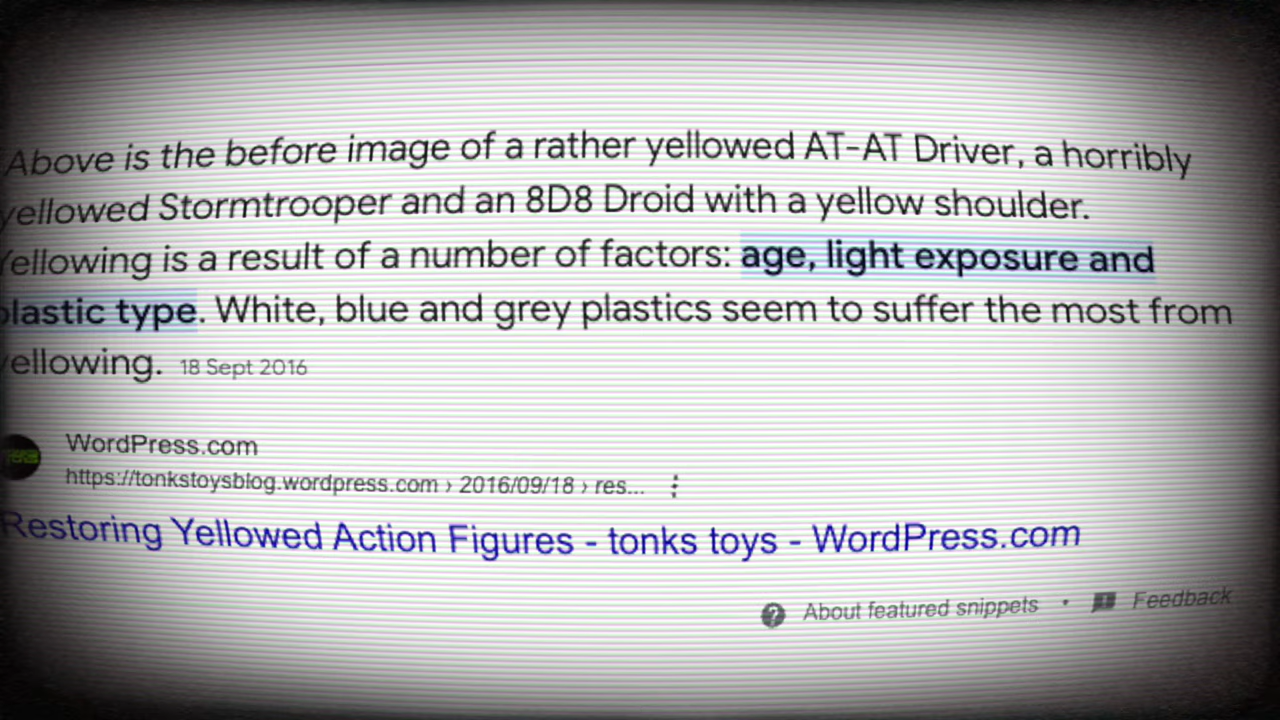 Above is the before image of a rather yellowed AT-AT Driver, a horribly
yellowed Stormtrooper and an 8D8 Droid with a yellow shoulder.
Yellowing is a result of a number of factors: age, light exposure and
plastic type. White, blue and grey plastics seem to suffer the most from
yellowing. 18 Sept 2016
WordPress.com
https://tonkstoysblog.wordpress.com › 2016/09/18 › res...
Restoring Yellowed Action Figures - tonks toys - WordPress.com
About featured snippets • Feedback